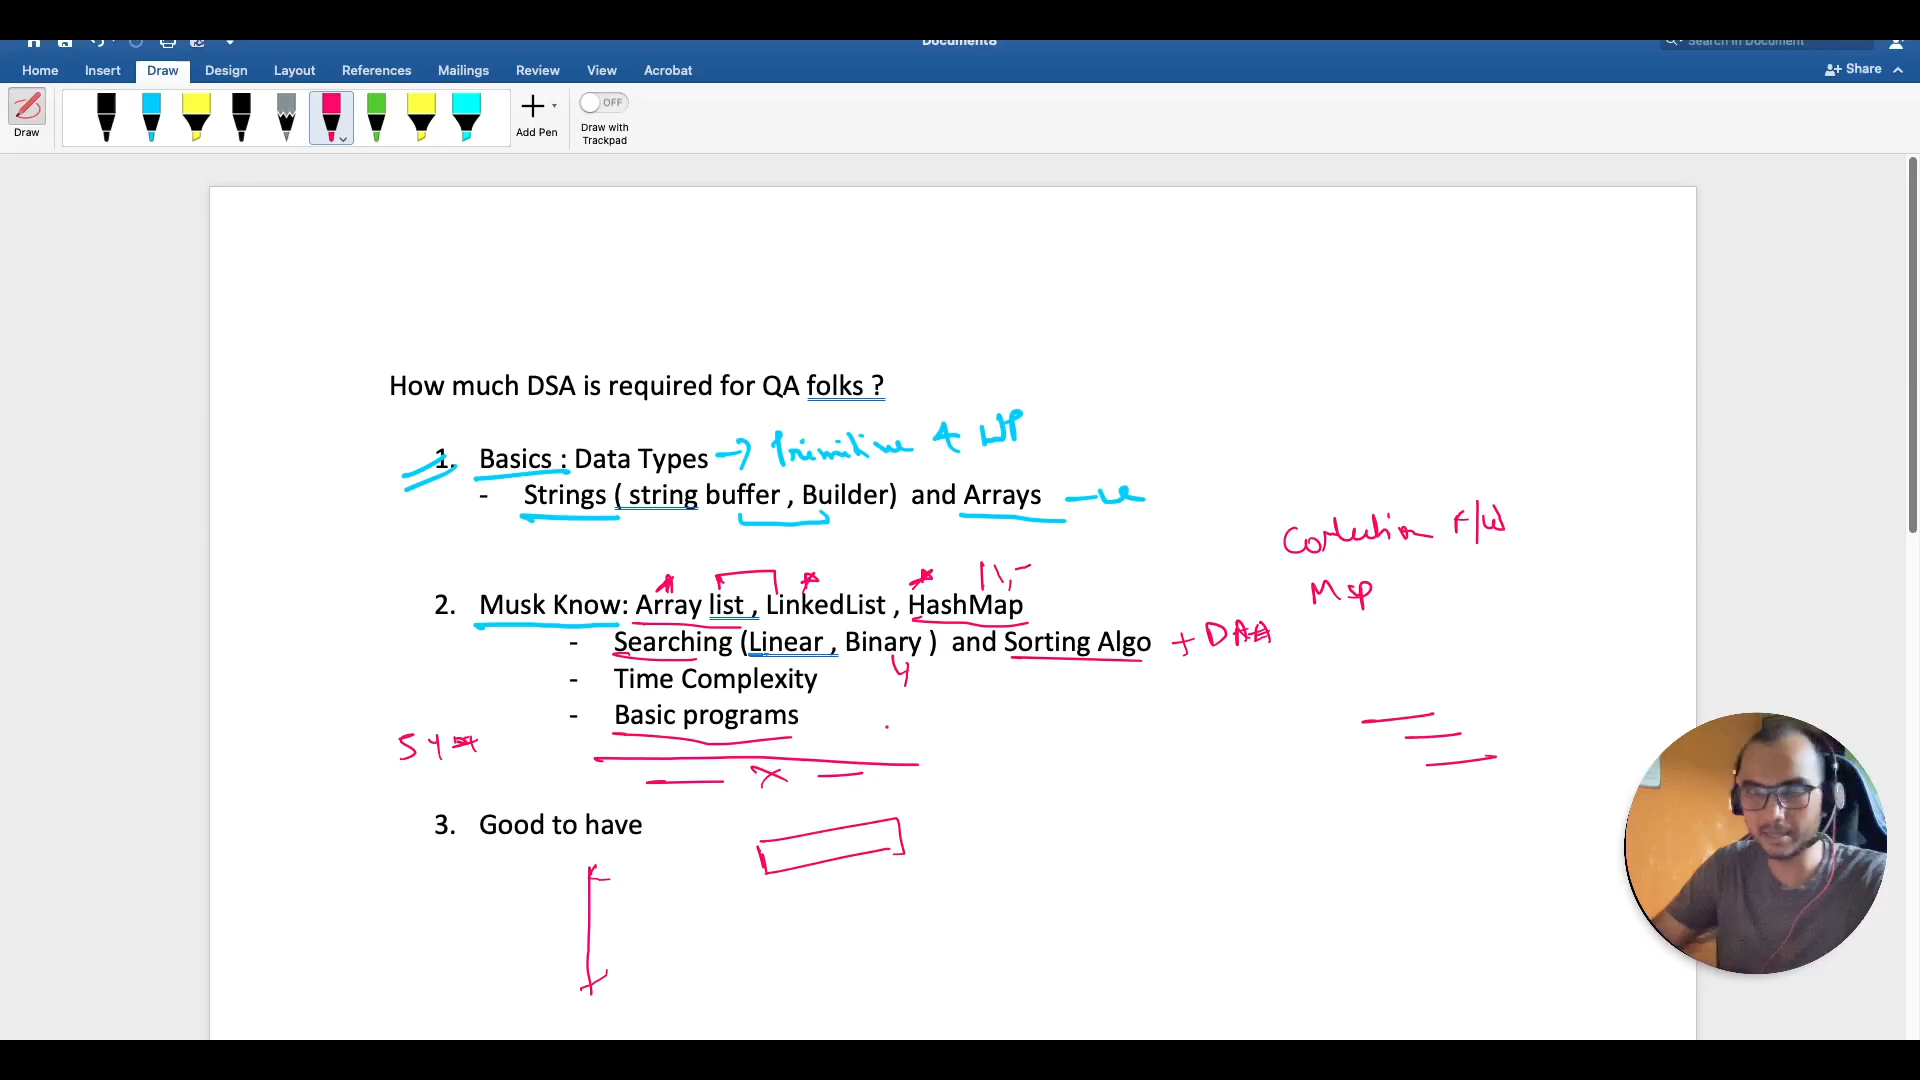 Home Insert Draw Design Layout References Mailings Review View Acrobat Share
Draw
Add Pen
OFF
Draw with
Trackpad
How much DSA is required for QA folks ?
1. Basics : Data Types → Primitive
- Strings ( string buffer , Builder) and Arrays
Collection F/W
Map
2. Musk Know: Array list , LinkedList , HashMap
- Searching (Linear , Binary ) and Sorting Algo + DAA
- Time Complexity
- Basic programs
3. Good to have